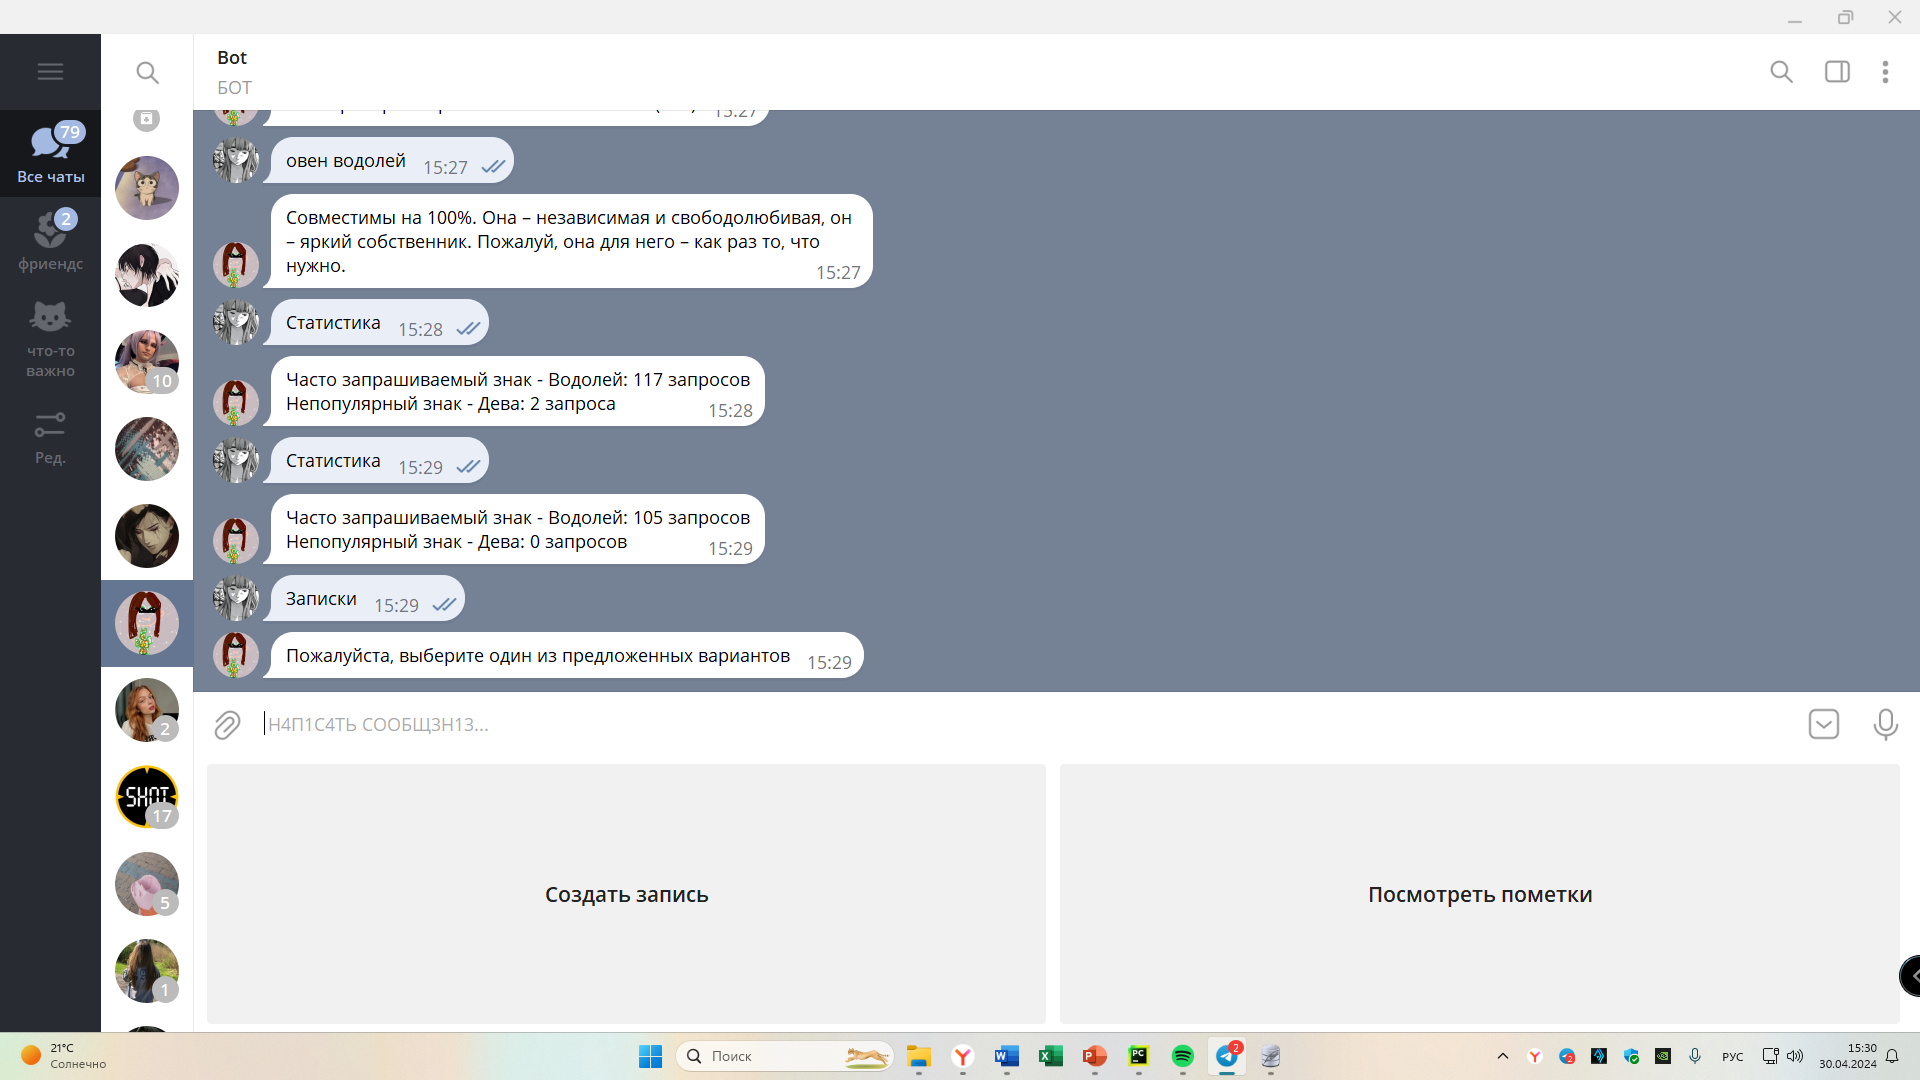 Bot
БОТ
79
Все чаты
2
фриендс
что-то
важно
Ред.
10
2
SHOT
17
5
1
15:27
овен водолей 15:27
Совместимы на 100%. Она – независимая и свободолюбивая, он
– яркий собственник. Пожалуй, она для него – как раз то, что
нужно. 15:27
Статистика 15:28
Часто запрашиваемый знак - Водолей: 117 запросов
Непопулярный знак - Дева: 2 запроса 15:28
Статистика 15:29
Часто запрашиваемый знак - Водолей: 105 запросов
Непопулярный знак - Дева: 0 запросов 15:29
Записки 15:29
Пожалуйста, выберите один из предложенных вариантов 15:29
Н4П1С4ТЬ СООБЩ3Н13...
Создать запись
Посмотреть пометки
21°C
Солнечно
Поиск
2
РУС
15:30
30.04.2024